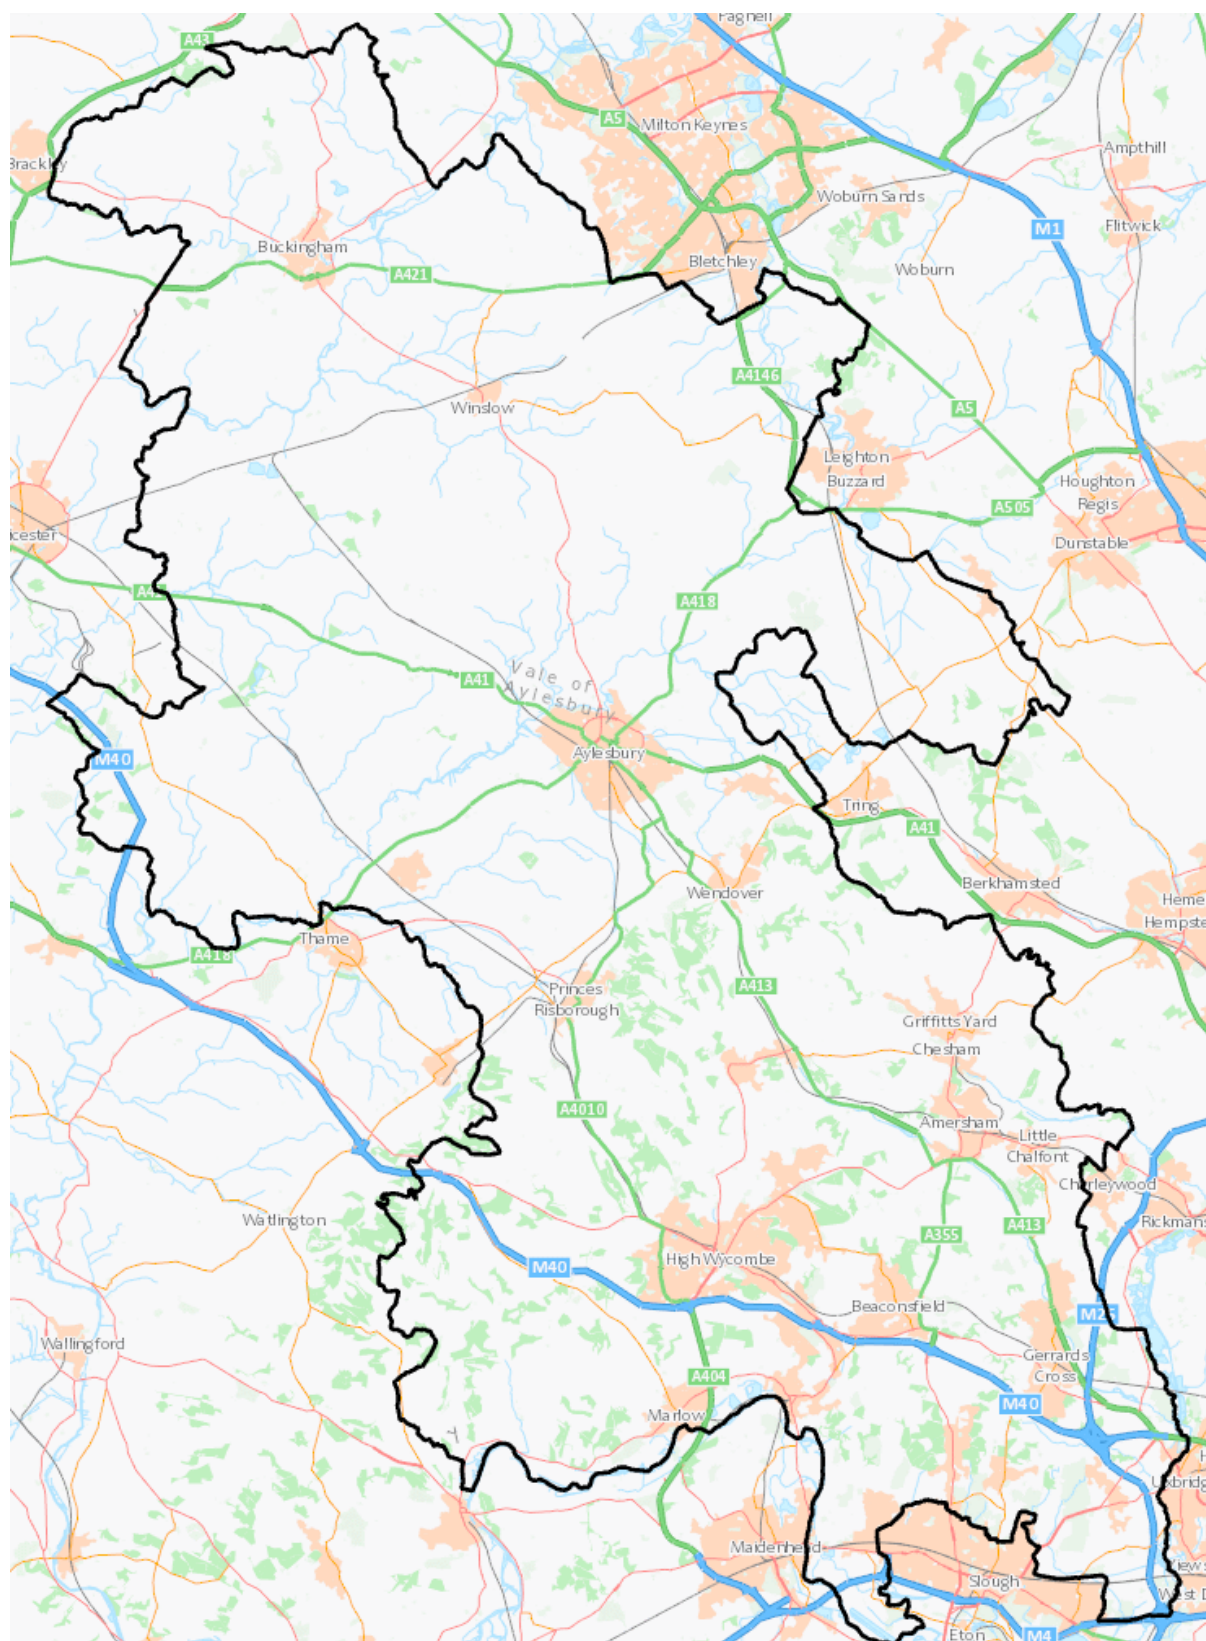 Pagnell
A43
A5
Milton Keynes
Brackley
Ampthill
Woburn Sands
M1
Flitwick
Buckingham
Bletchley
Woburn
A421
A4146
Winslow
A5
Leighton
Buzzard
Houghton
Regis
A505
icester
Dunstable
A418
Vale of
Aylesbury
A41
M40
Aylesbury
Tring
A41
Wendover
Berkhamsted
Heme
Hempste
Thame
A418
Princes
Risborough
A413
Griffitts Yard
Chesham
A4010
Amersham
Little
Chalfont
Chorleywood
Watlington
Rickmans
A355
A413
High Wycombe
M40
Beaconsfield
M25
Wallingford
Gerrards
Cross
A404
M40
Marlow
Uxbridg
Maidenhead
Slough
iews
West D
Eton
M4